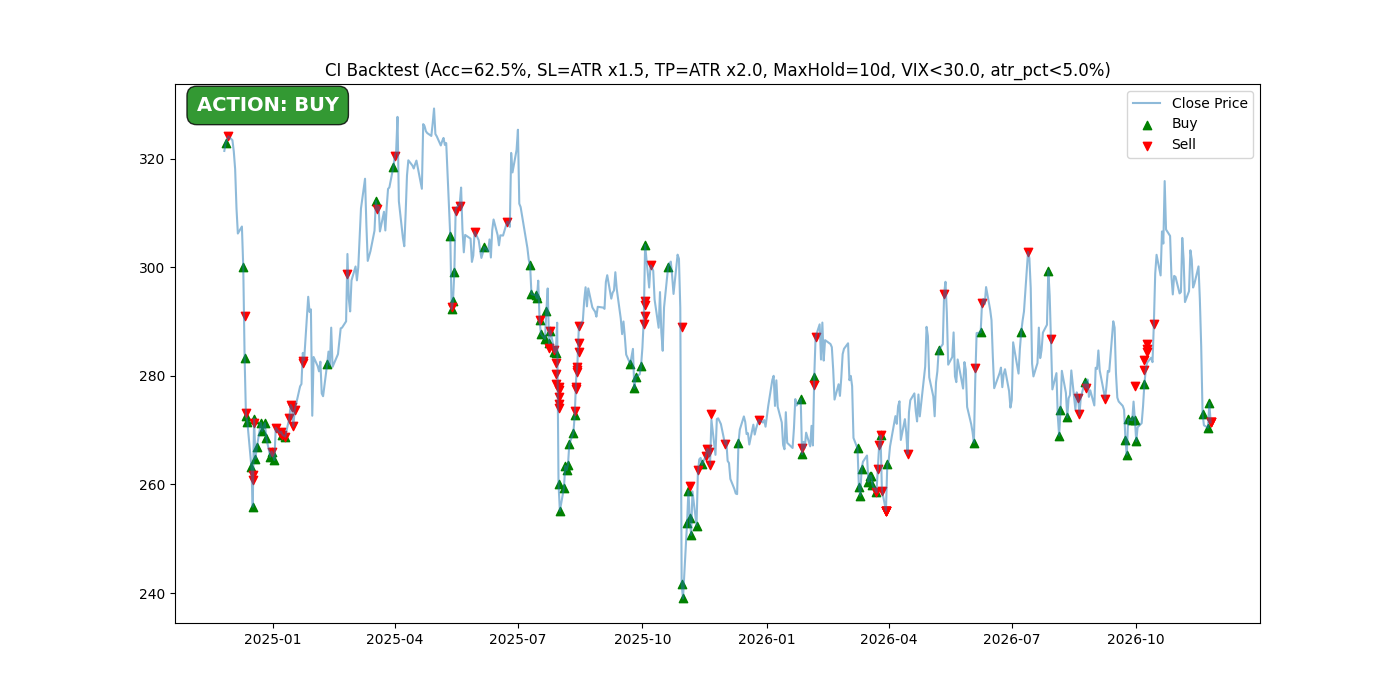 CI Backtest (Acc=62.5%, SL=ATR x1.5, TP=ATR x2.0, MaxHold=10d, VIX<30.0, atr_pct<5.0%)
ACTION: BUY
Close Price
Buy
Sell
320
300
280
260
240
2025-01 2025-04 2025-07 2025-10 2026-01 2026-04 2026-07 2026-10